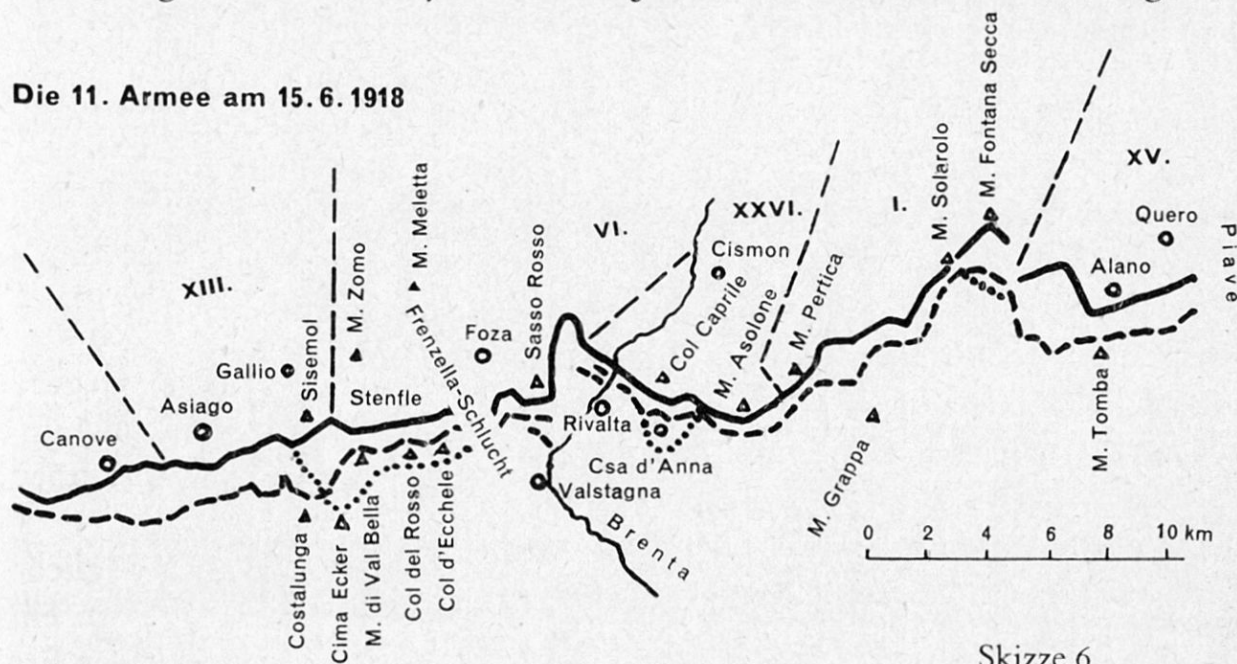 Die 11. Armee am 15. 6. 1918
XIII.
VI.
XXVI.
I.
XV.
M. Zomo
M. Meletta
Sisemol
Gallio
Asiago
Canove
Stenfle
Frenzella-Schlucht
Foza
Sasso Rosso
Cismon
Col Caprile
M. Asolone
M. Pertica
M. Solarolo
M. Fontana Secca
Quero
Alano
Piave
Rivalta
Csa d'Anna
Valstagna
Brenta
M. Grappa
M. Tomba
Costalunga
Cima Ecker
M. di Val Bella
Col del Rosso
Col d'Ecchele
0 2 4 6 8 10 km
Skizze 6